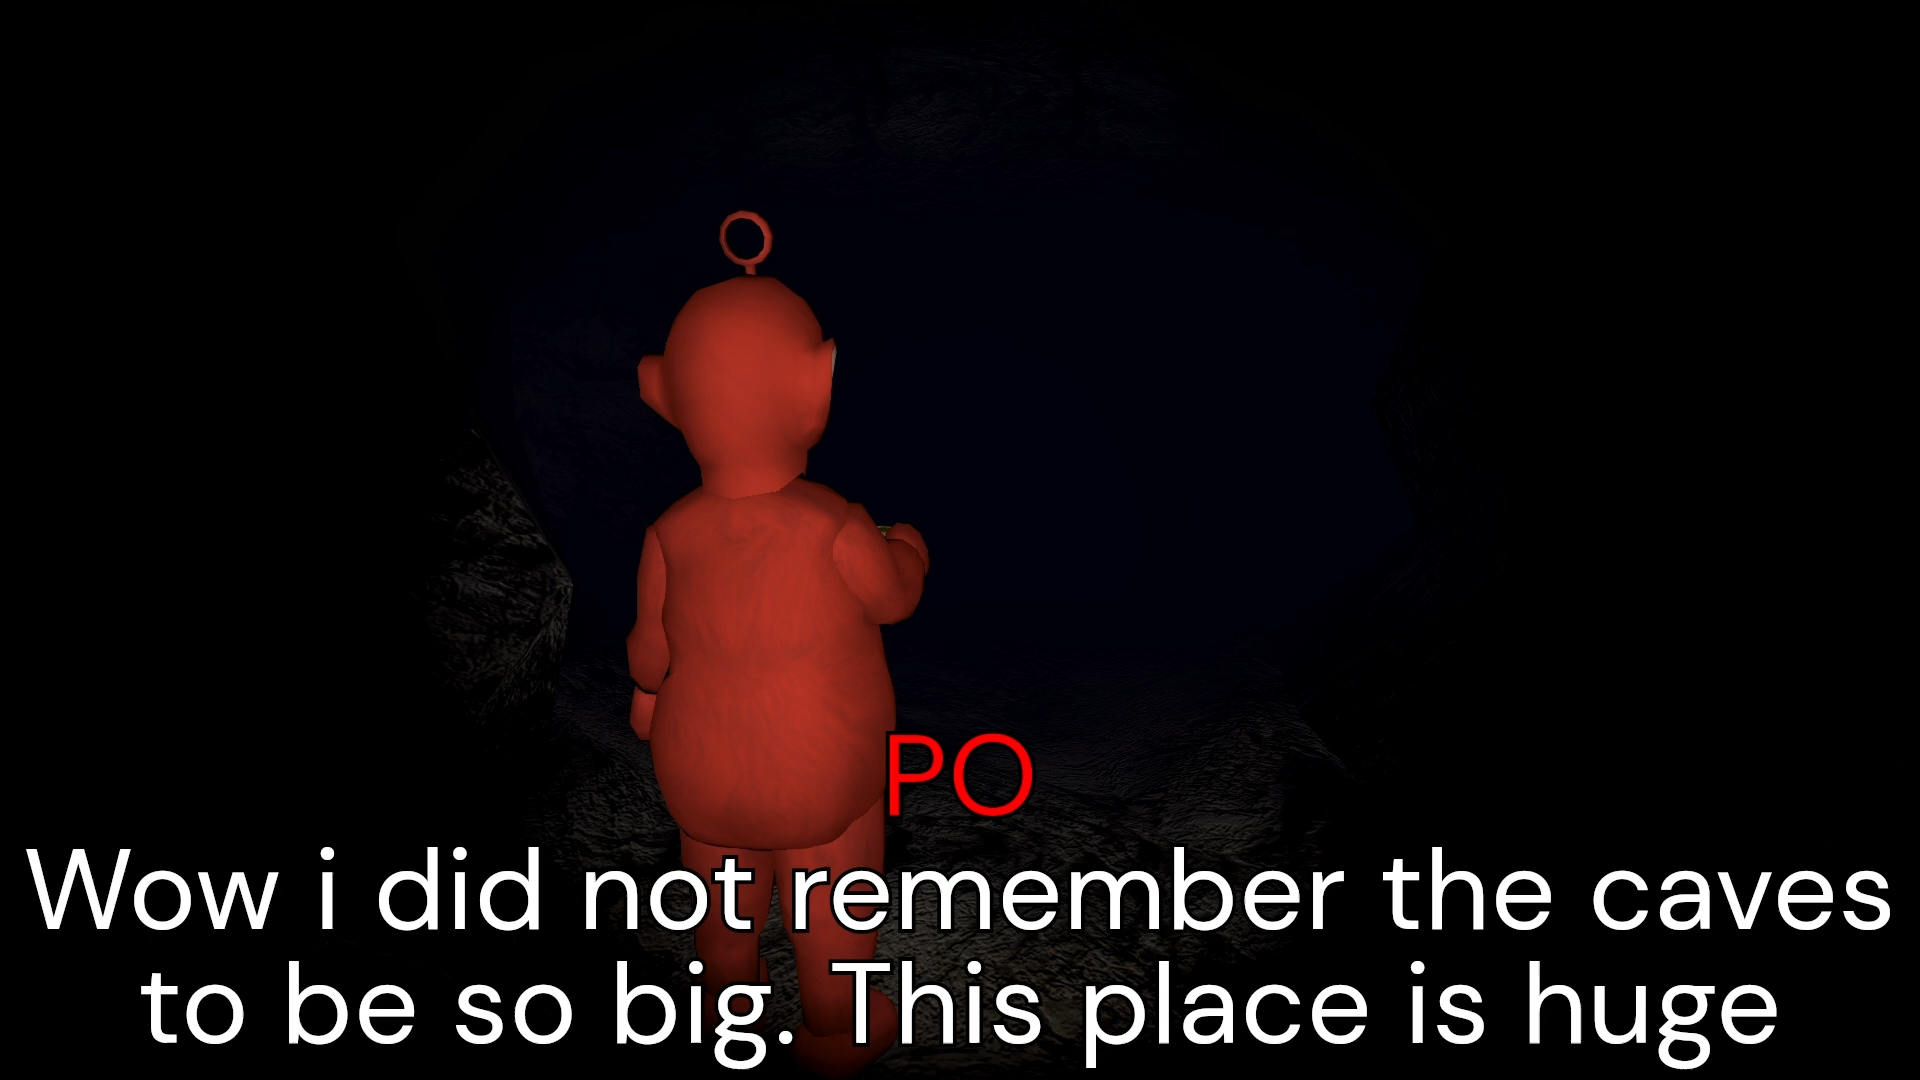 PO
Wow i did not remember the caves
to be so big. This place is huge